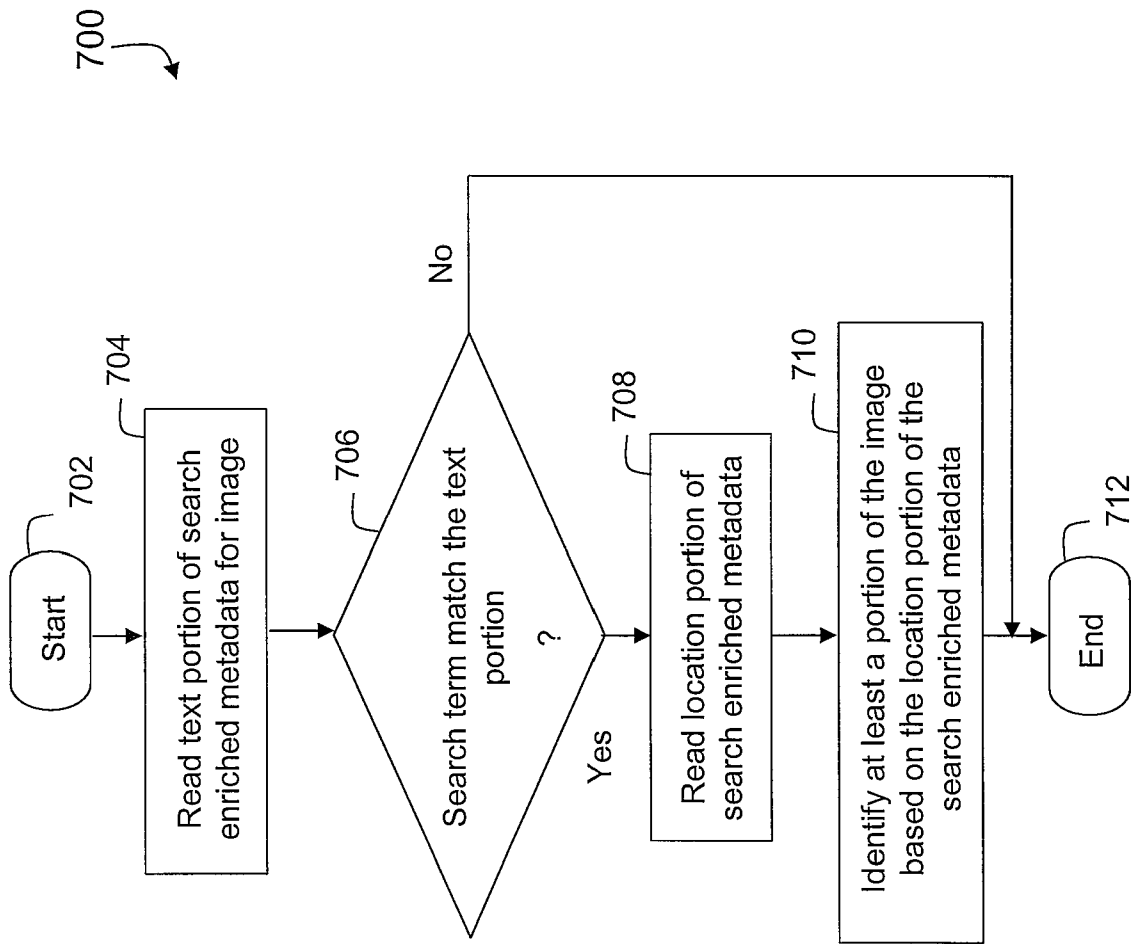 700
Start
702
Read text portion of search
enriched metadata for image
704
Search term match the text
portion
?
706
No
Yes
Read location portion of
search enriched metadata
708
Identify at least a portion of the image
based on the location portion of the
search enriched metadata
710
End
712